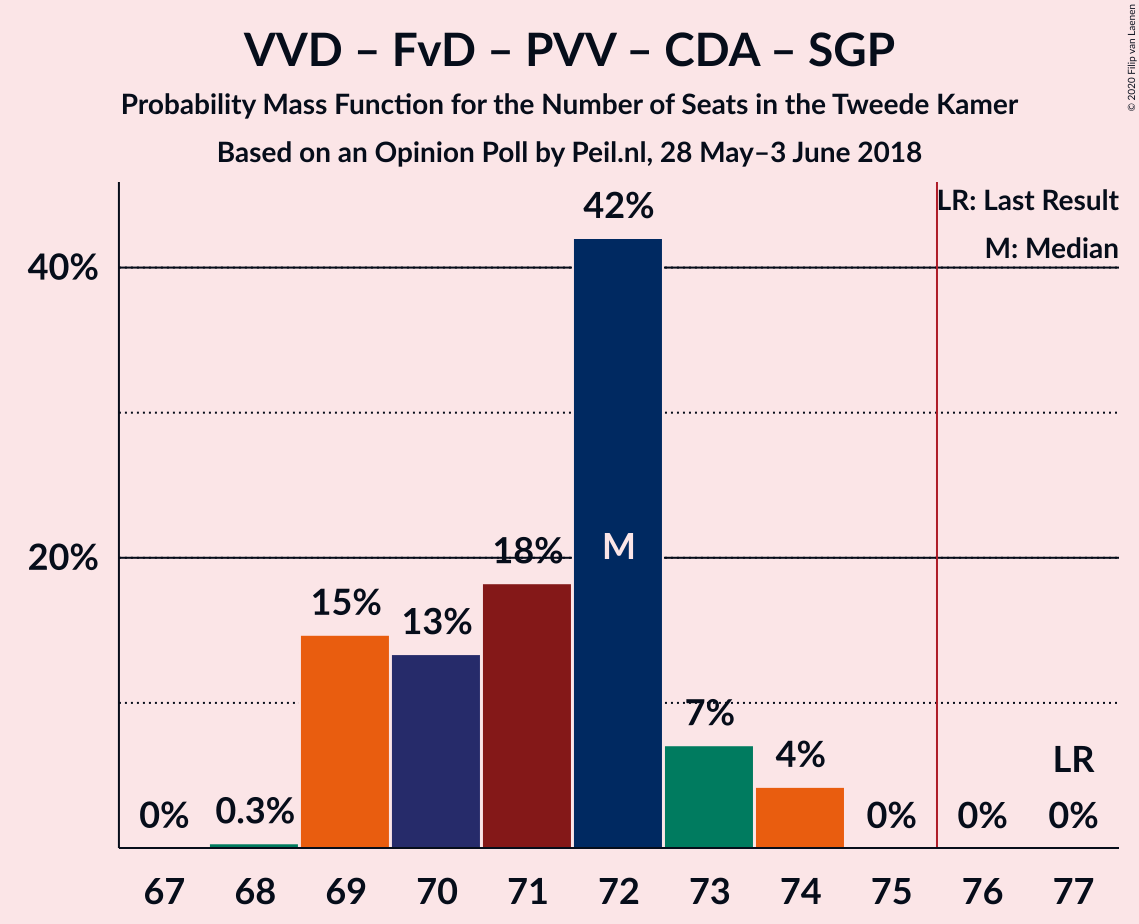 VVD – FvD – PVV – CDA – SGP
Probability Mass Function for the Number of Seats in the Tweede Kamer
Based on an Opinion Poll by Peil.nl, 28 May–3 June 2018
© 2020 Filip van Laenen
LR: Last Result
M: Median
40%
20%
0%
0.3%
15%
13%
18%
42%
M
7%
4%
0%
0%
LR
0%
67 68 69 70 71 72 73 74 75 76 77